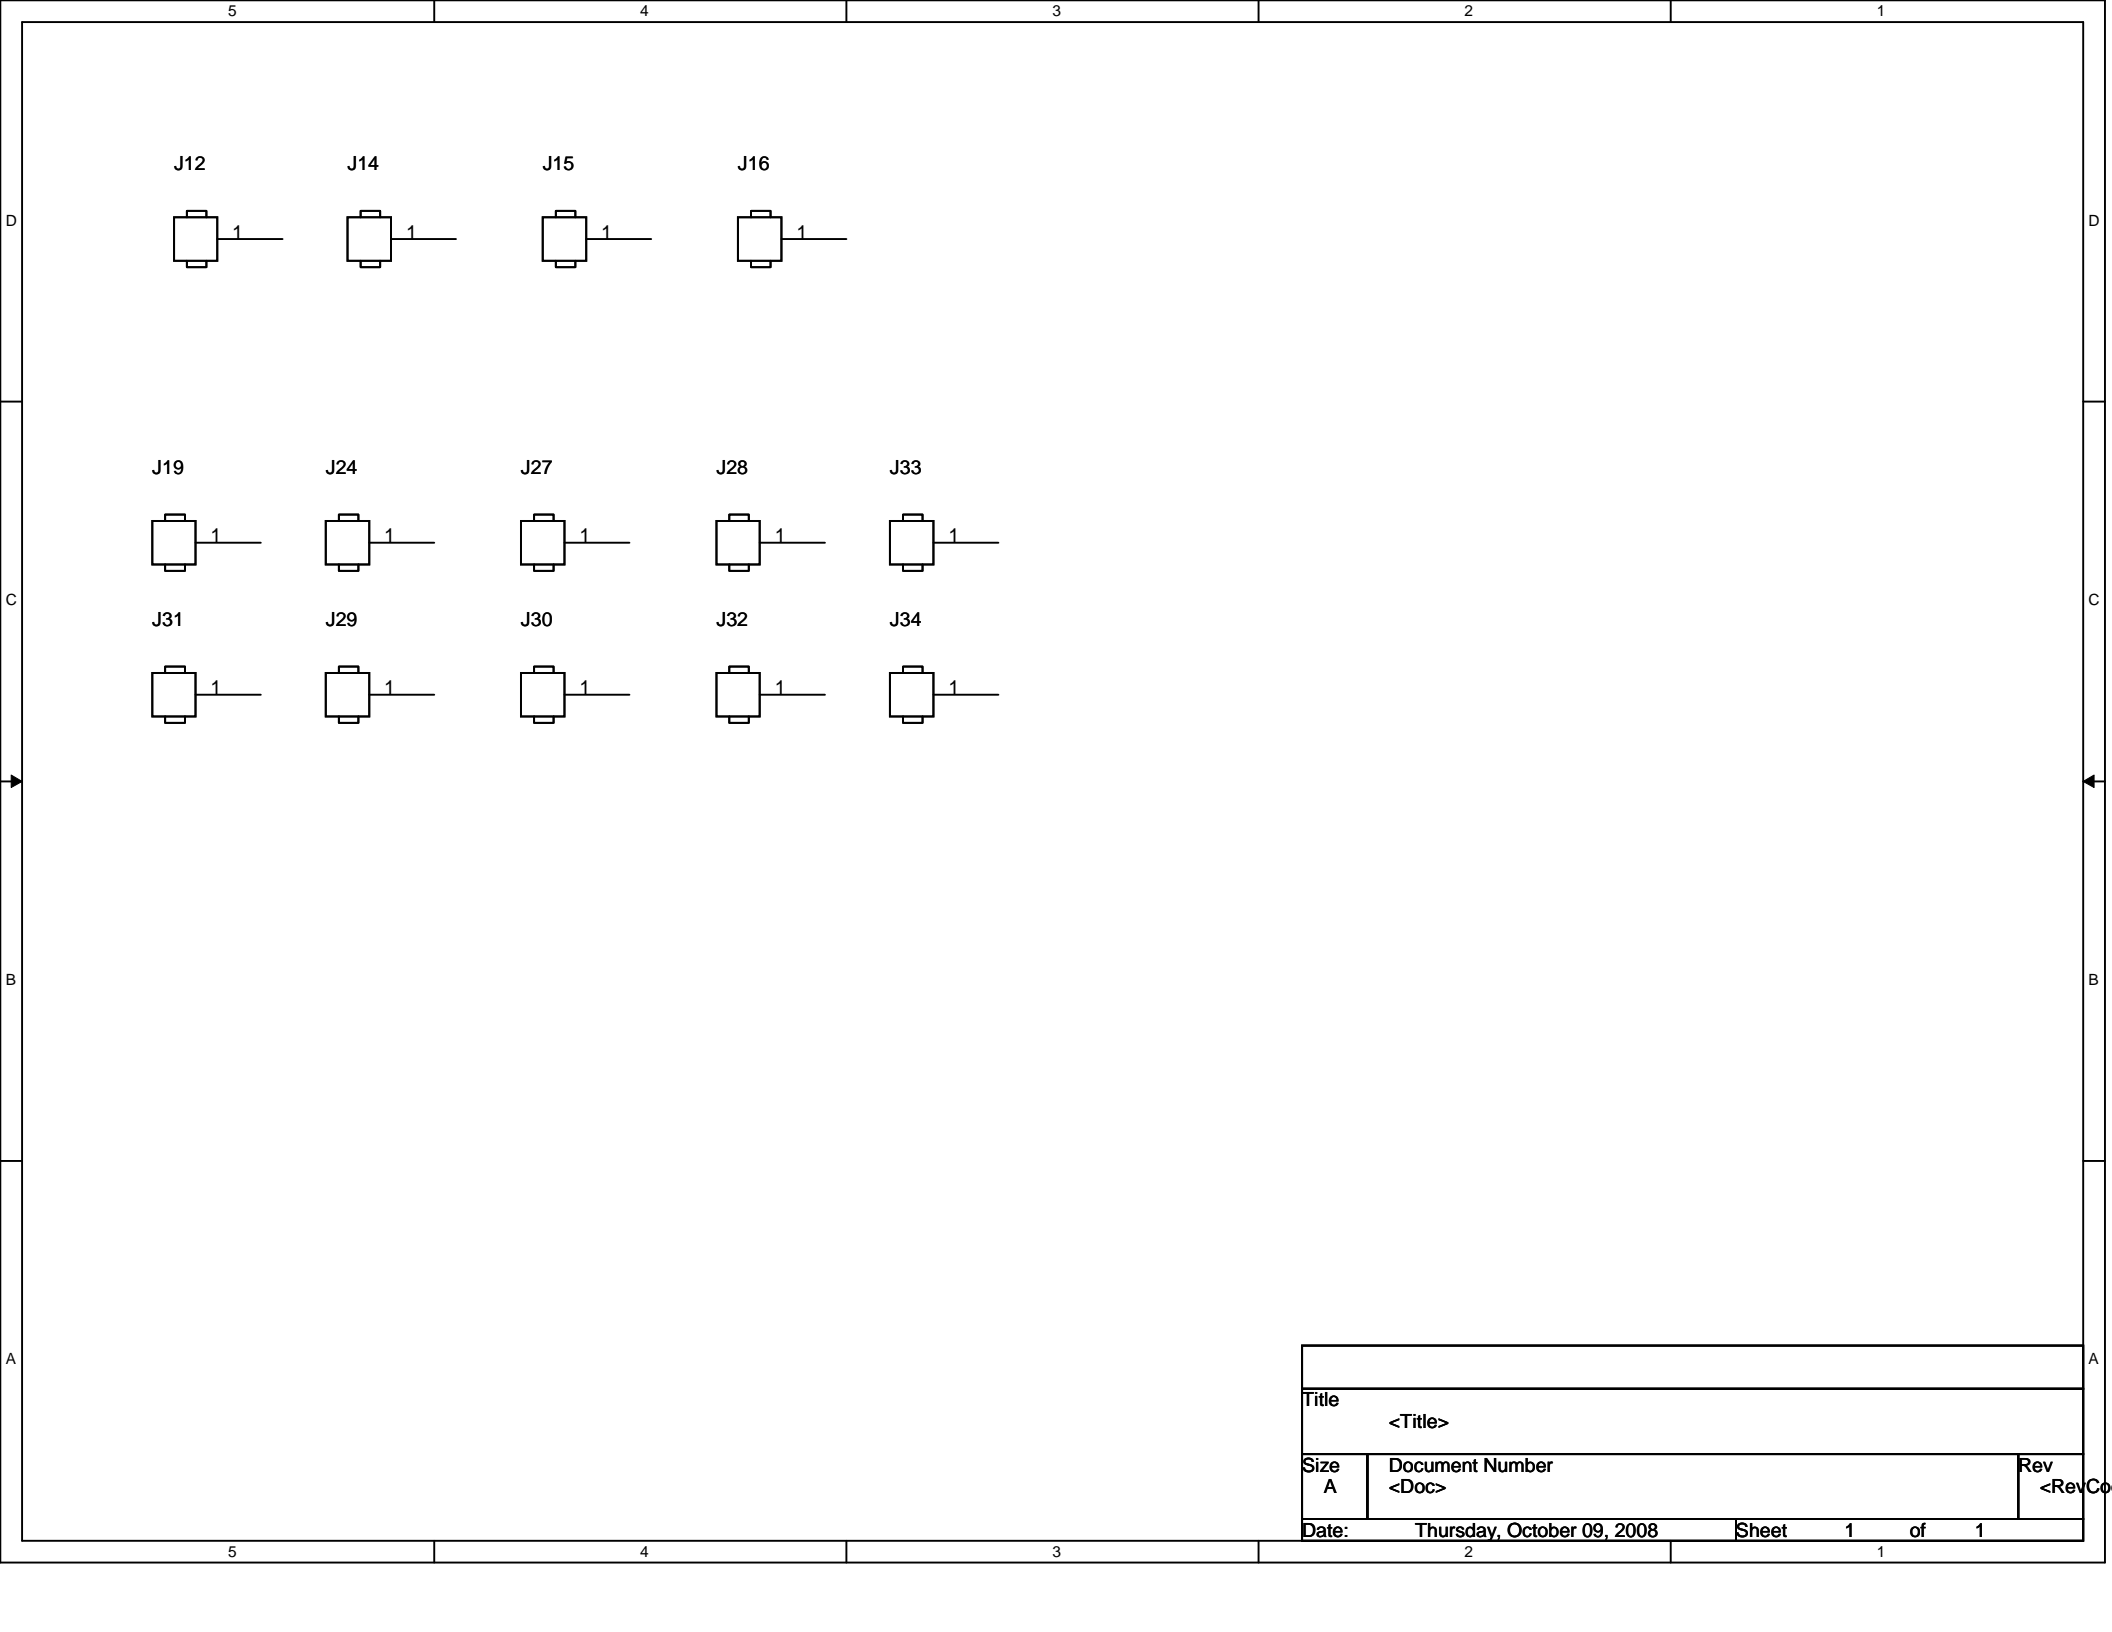 5 4 3 2 1
J12 J14 J15 J16
D D
1 1 1 1
J19 J24 J27 J28 J33
1 1 1 1 1
C C
J31 J29 J30 J32 J34
1 1 1 1 1
B B
A A
Title
<Title>
Size Document Number Rev
A <Doc> <RevCo
Date: Thursday, October 09, 2008 Sheet 1 of 1
5 4 3 2 1